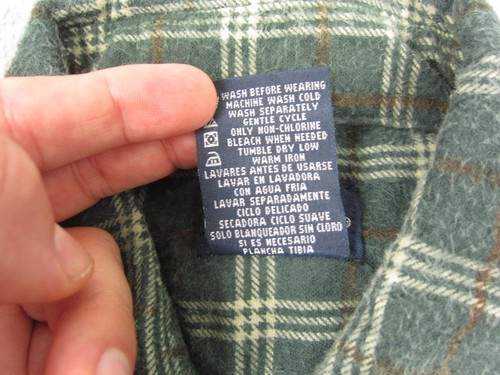 WASH BEFORE WEARING
MACHINE WASH COLD
WASH SEPARATELY
GENTLE CYCLE
ONLY NON-CHLORINE
BLEACH WHEN NEEDED
TUMBLE DRY LOW
WARM IRON
LAVARES ANTES DE USARSE
LAVAR EN LAVADORA
CON AGUA FRIA
LAVAR SEPARADAMENTE
CICLO DELICADO
SECADORA CICLO SUAVE
SOLO BLANQUEADOR SIN CLORO
SI ES NECESARIO
PLANCHA TIBIA